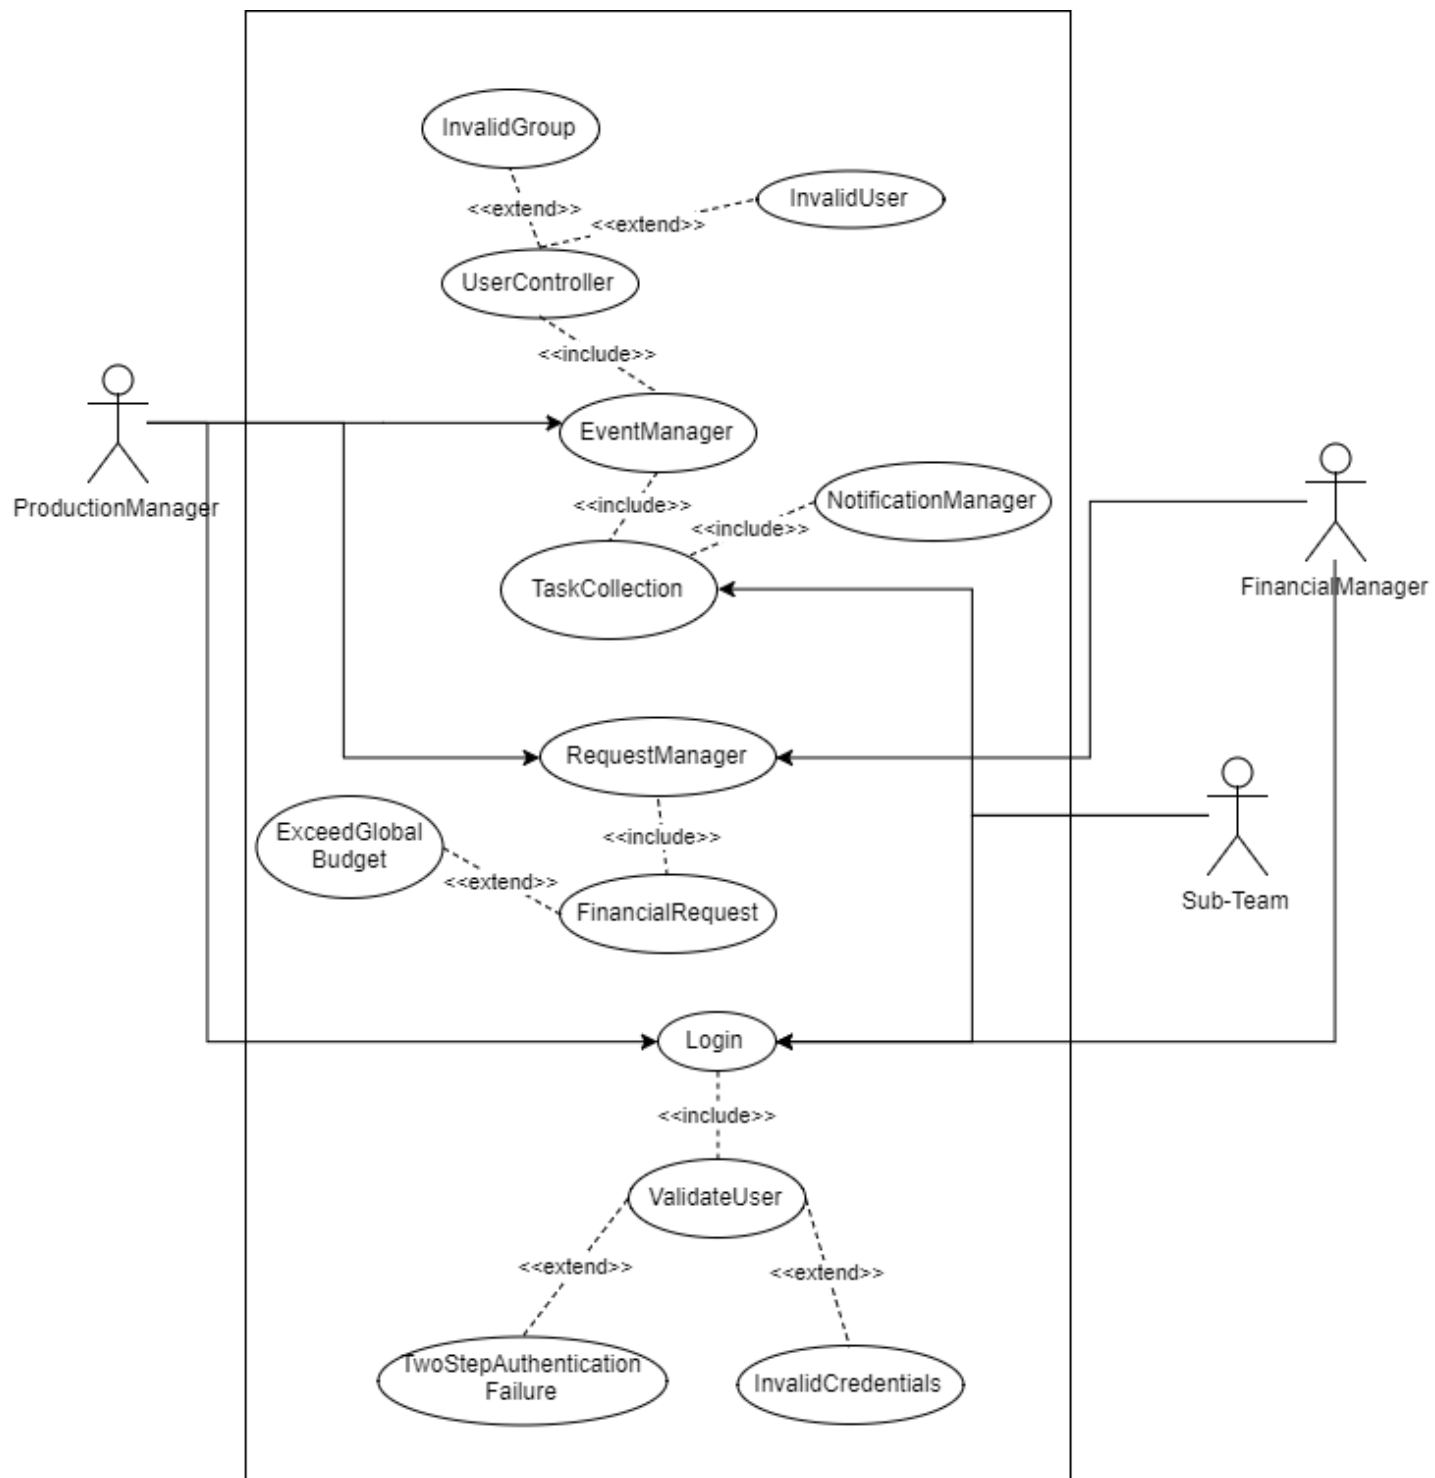 InvalidGroup
InvalidUser
<<extend>>
<<extend>>
UserController
<<include>>
EventManager
ProductionManager
NotificationManager
<<include>>
<<include>>
TaskCollection
FinancialManager
RequestManager
<<include>>
ExceedGlobal
Budget
<<extend>>
FinancialRequest
Sub-Team
Login
<<include>>
ValidateUser
<<extend>>
<<extend>>
TwoStepAuthentication
Failure
InvalidCredentials